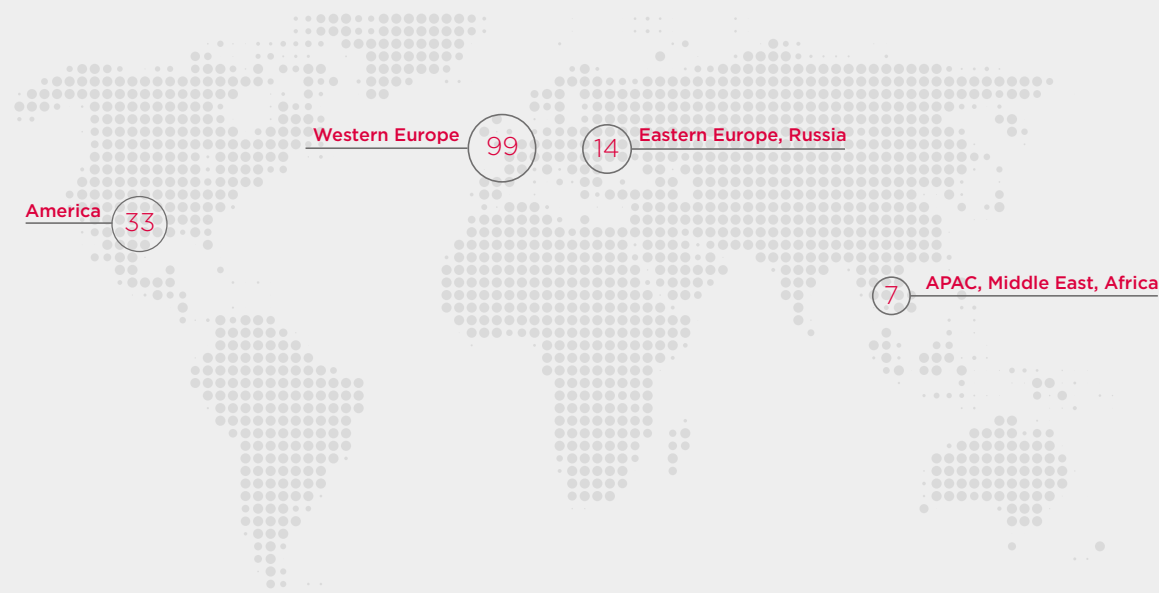 Western Europe 99
14 Eastern Europe, Russia
America 33
7 APAC, Middle East, Africa